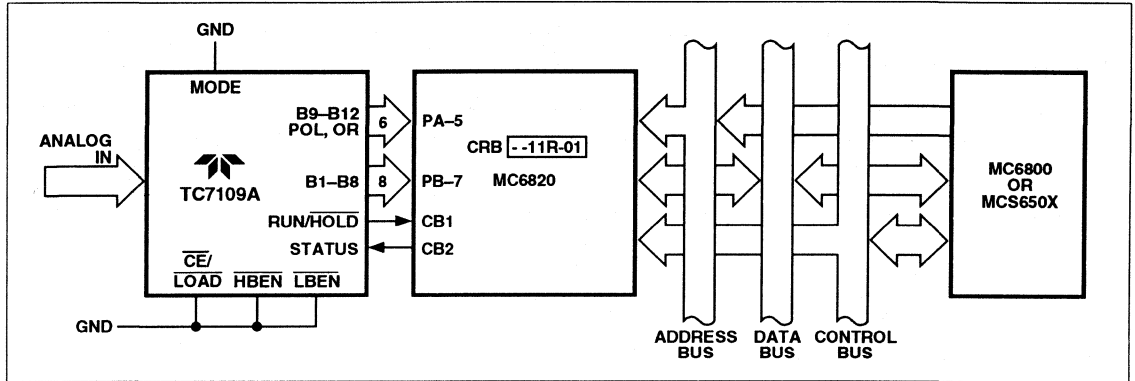 GND
MODE
B9–B12
POL, OR
6
PA–5
ANALOG
IN
CRB - -11R-01
TC7109A
B1–B8
8
PB–7
MC6820
MC6800
OR
MCS650X
RUN/HOLD
CB1
STATUS
CB2
CE/
LOAD
HBEN
LBEN
GND
ADDRESS
BUS
DATA
BUS
CONTROL
BUS